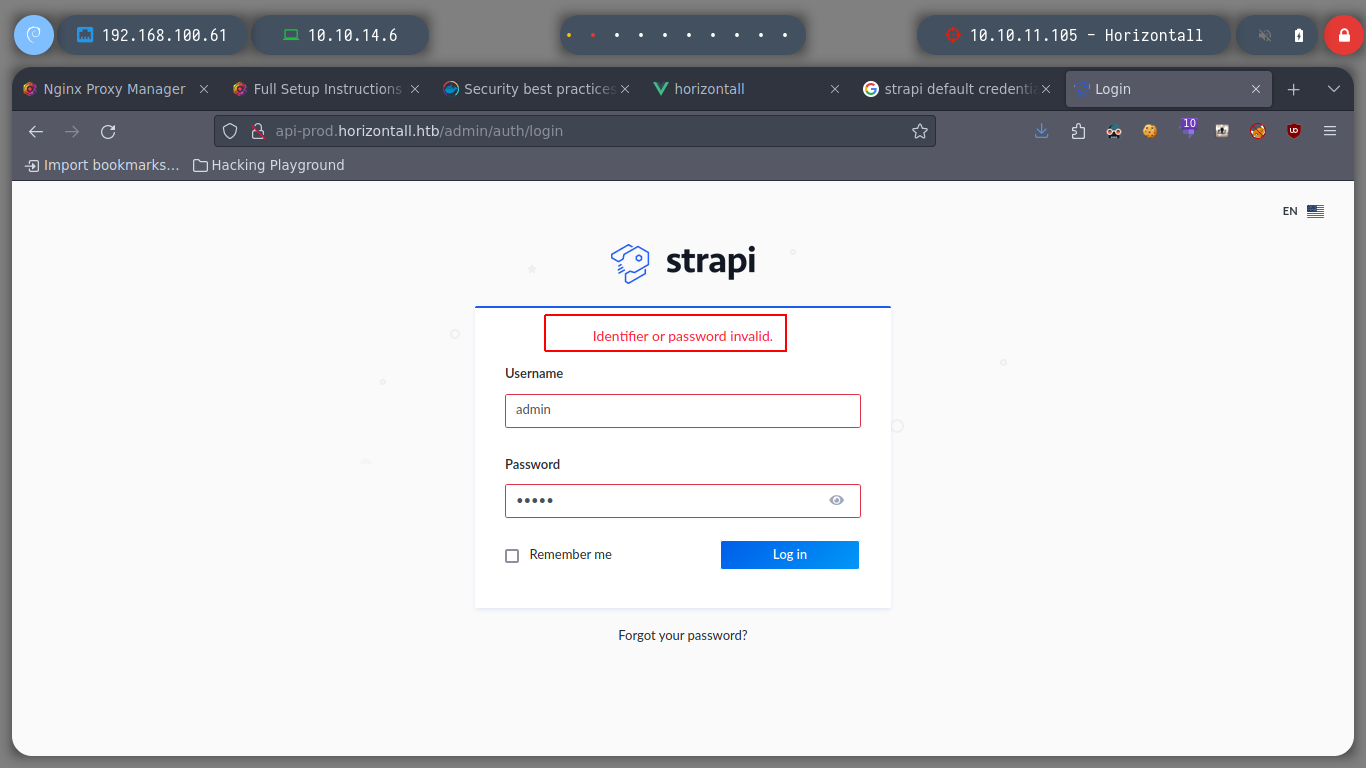 192.168.100.61
10.10.14.6
10.10.11.105 - Horizontall
Nginx Proxy Manager
Full Setup Instructions
Security best practices
horizontall
strapi default credentia
Login
api-prod.horizontall.htb/admin/auth/login
10
UD
Import bookmarks...
Hacking Playground
EN
strapi
Identifier or password invalid.
Username
admin
Password
•••••
Remember me
Log in
Forgot your password?